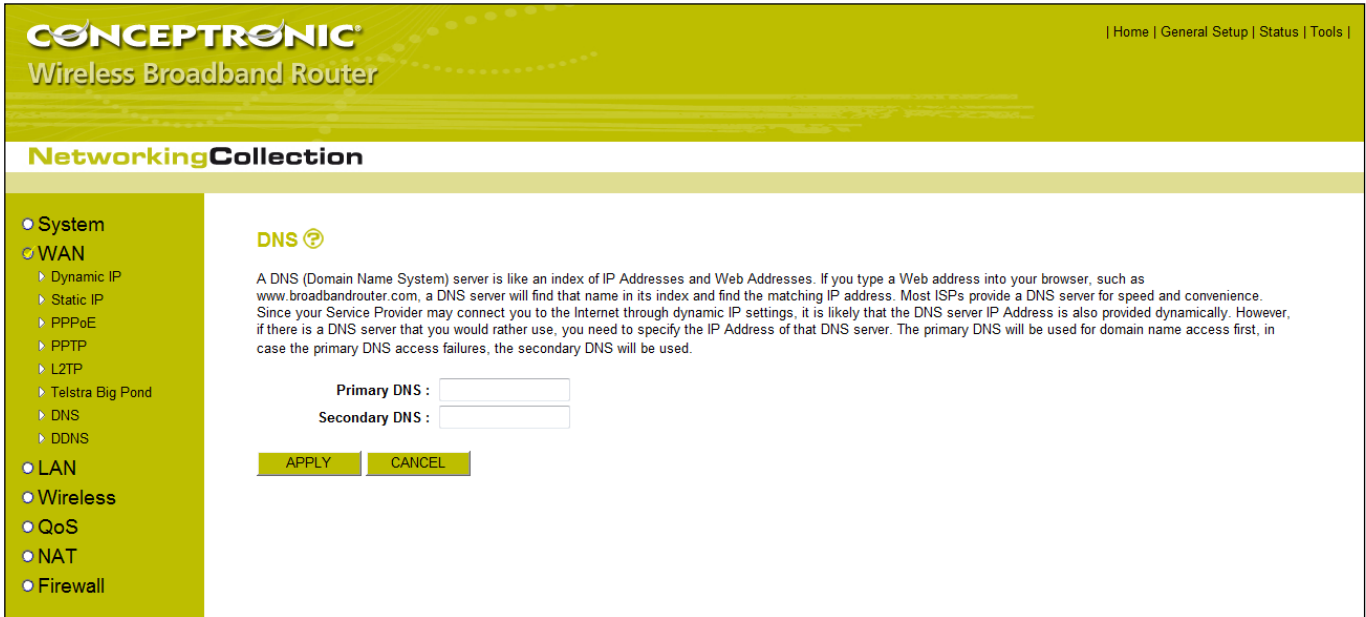 CONCEPTRONIC®
| Home | General Setup | Status | Tools |
Wireless Broadband Router
NetworkingCollection
System
WAN
Dynamic IP
Static IP
PPPoE
PPTP
L2TP
Telstra Big Pond
DNS
DDNS
LAN
Wireless
QoS
NAT
Firewall
DNS ?
A DNS (Domain Name System) server is like an index of IP Addresses and Web Addresses. If you type a Web address into your browser, such as
www.broadbandrouter.com, a DNS server will find that name in its index and find the matching IP address. Most ISPs provide a DNS server for speed and convenience.
Since your Service Provider may connect you to the Internet through dynamic IP settings, it is likely that the DNS server IP Address is also provided dynamically. However,
if there is a DNS server that you would rather use, you need to specify the IP Address of that DNS server. The primary DNS will be used for domain name access first, in
case the primary DNS access failures, the secondary DNS will be used.
Primary DNS :
Secondary DNS :
APPLY CANCEL